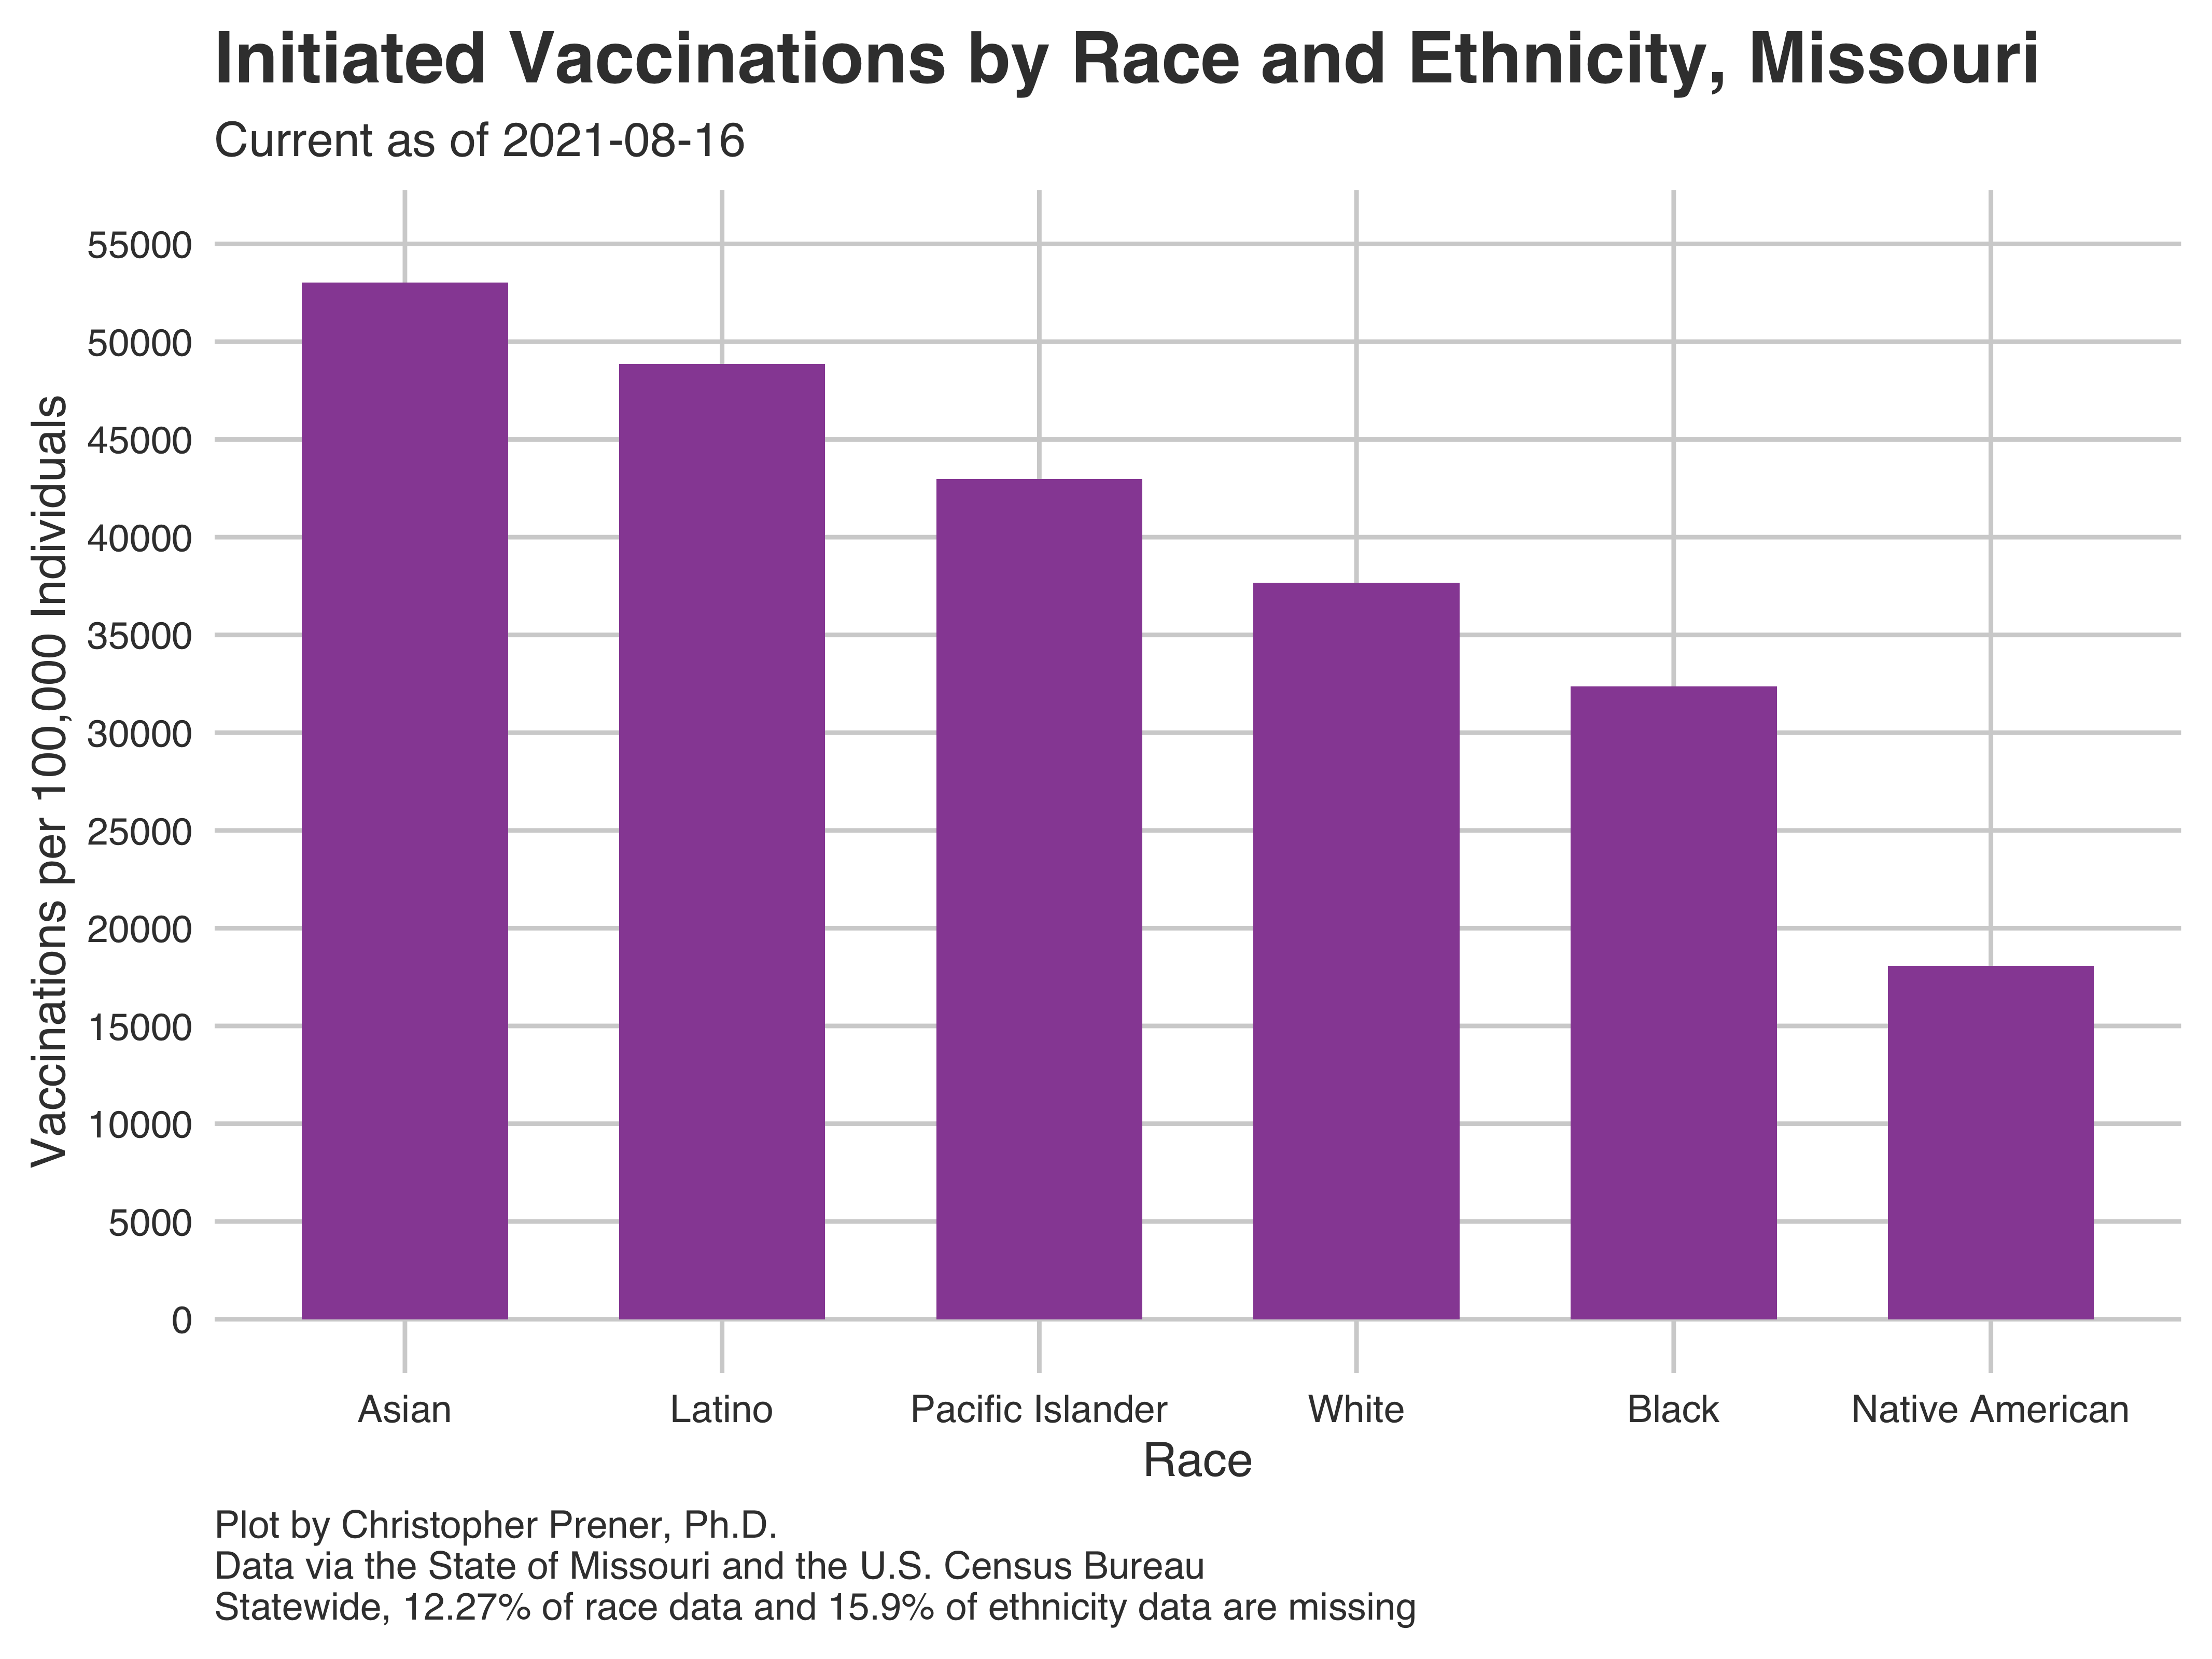 Initiated Vaccinations by Race and Ethnicity, Missouri
Current as of 2021-08-16
Vaccinations per 100,000 Individuals
55000
50000
45000
40000
35000
30000
25000
20000
15000
10000
5000
0
Asian Latino Pacific Islander White Black Native American
Race
Plot by Christopher Prener, Ph.D.
Data via the State of Missouri and the U.S. Census Bureau
Statewide, 12.27% of race data and 15.9% of ethnicity data are missing